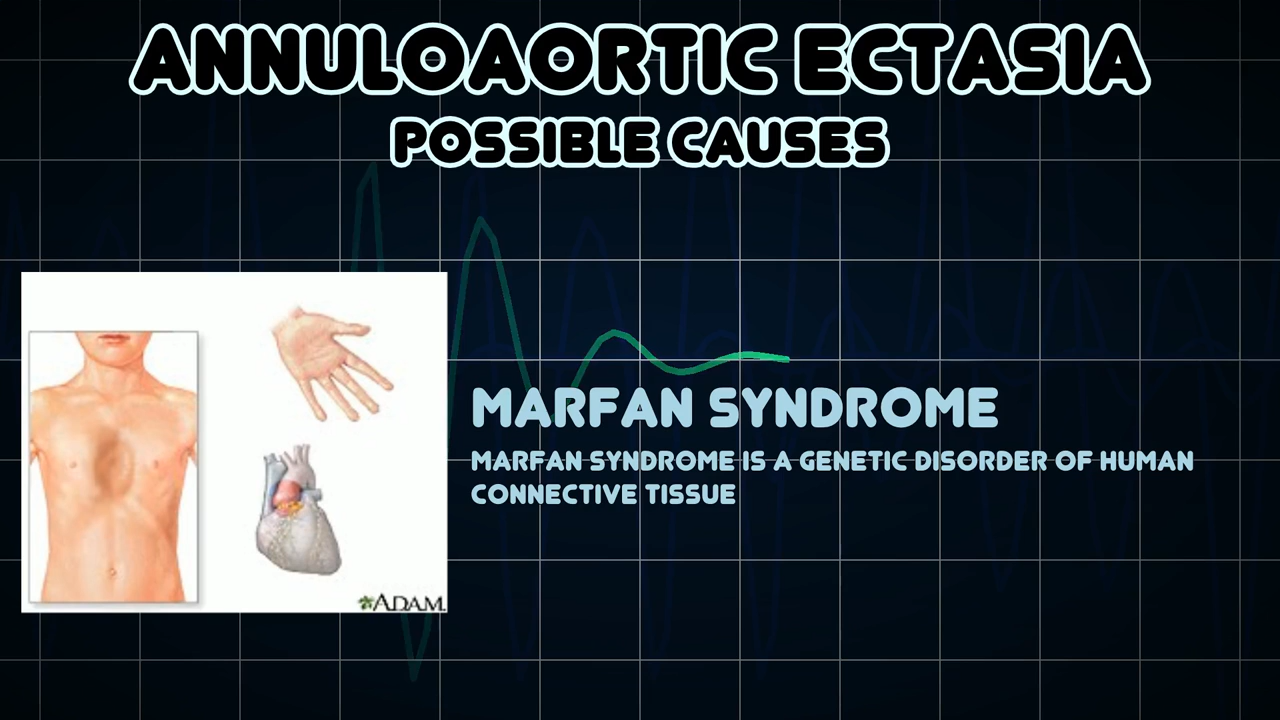 ANNULOAORTIC ECTASIA
POSSIBLE CAUSES
MARFAN SYNDROME
MARFAN SYNDROME IS A GENETIC DISORDER OF HUMAN
CONNECTIVE TISSUE
ADAM